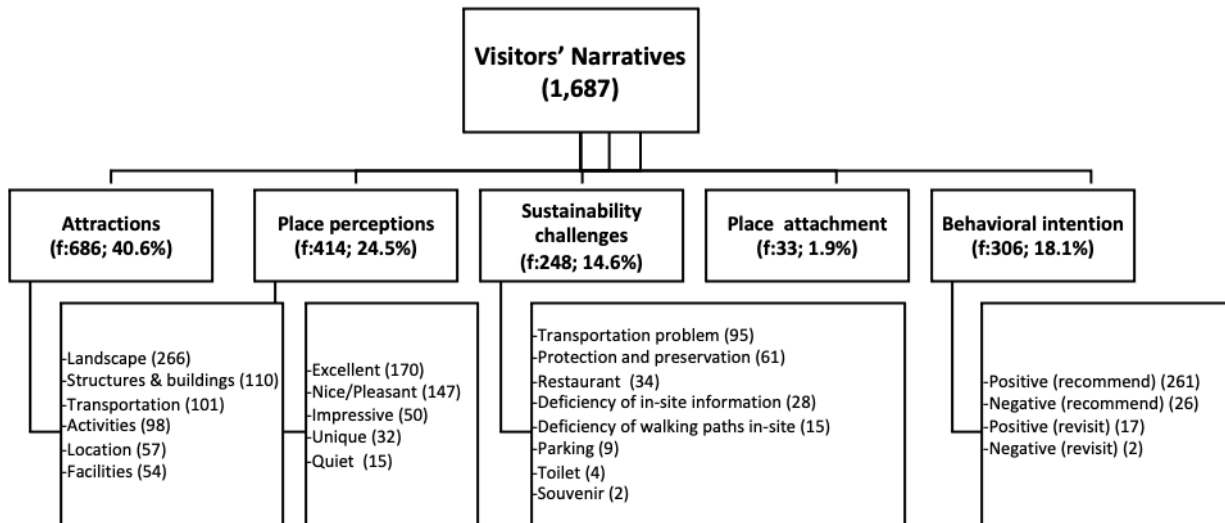 Visitors' Narratives
(1,687)
Attractions
(f:686; 40.6%)
Place perceptions
(f:414; 24.5%)
Sustainability
challenges
(f:248; 14.6%)
Place attachment
(f:33; 1.9%)
Behavioral intention
(f:306; 18.1%)
-Landscape (266)
-Structures & buildings (110)
-Transportation (101)
-Activities (98)
-Location (57)
-Facilities (54)
-Excellent (170)
-Nice/Pleasant (147)
-Impressive (50)
-Unique (32)
-Quiet (15)
-Transportation problem (95)
-Protection and preservation (61)
-Restaurant (34)
-Deficiency of in-site information (28)
-Deficiency of walking paths in-site (15)
-Parking (9)
-Toilet (4)
-Souvenir (2)
-Positive (recommend) (261)
-Negative (recommend) (26)
-Positive (revisit) (17)
-Negative (revisit) (2)